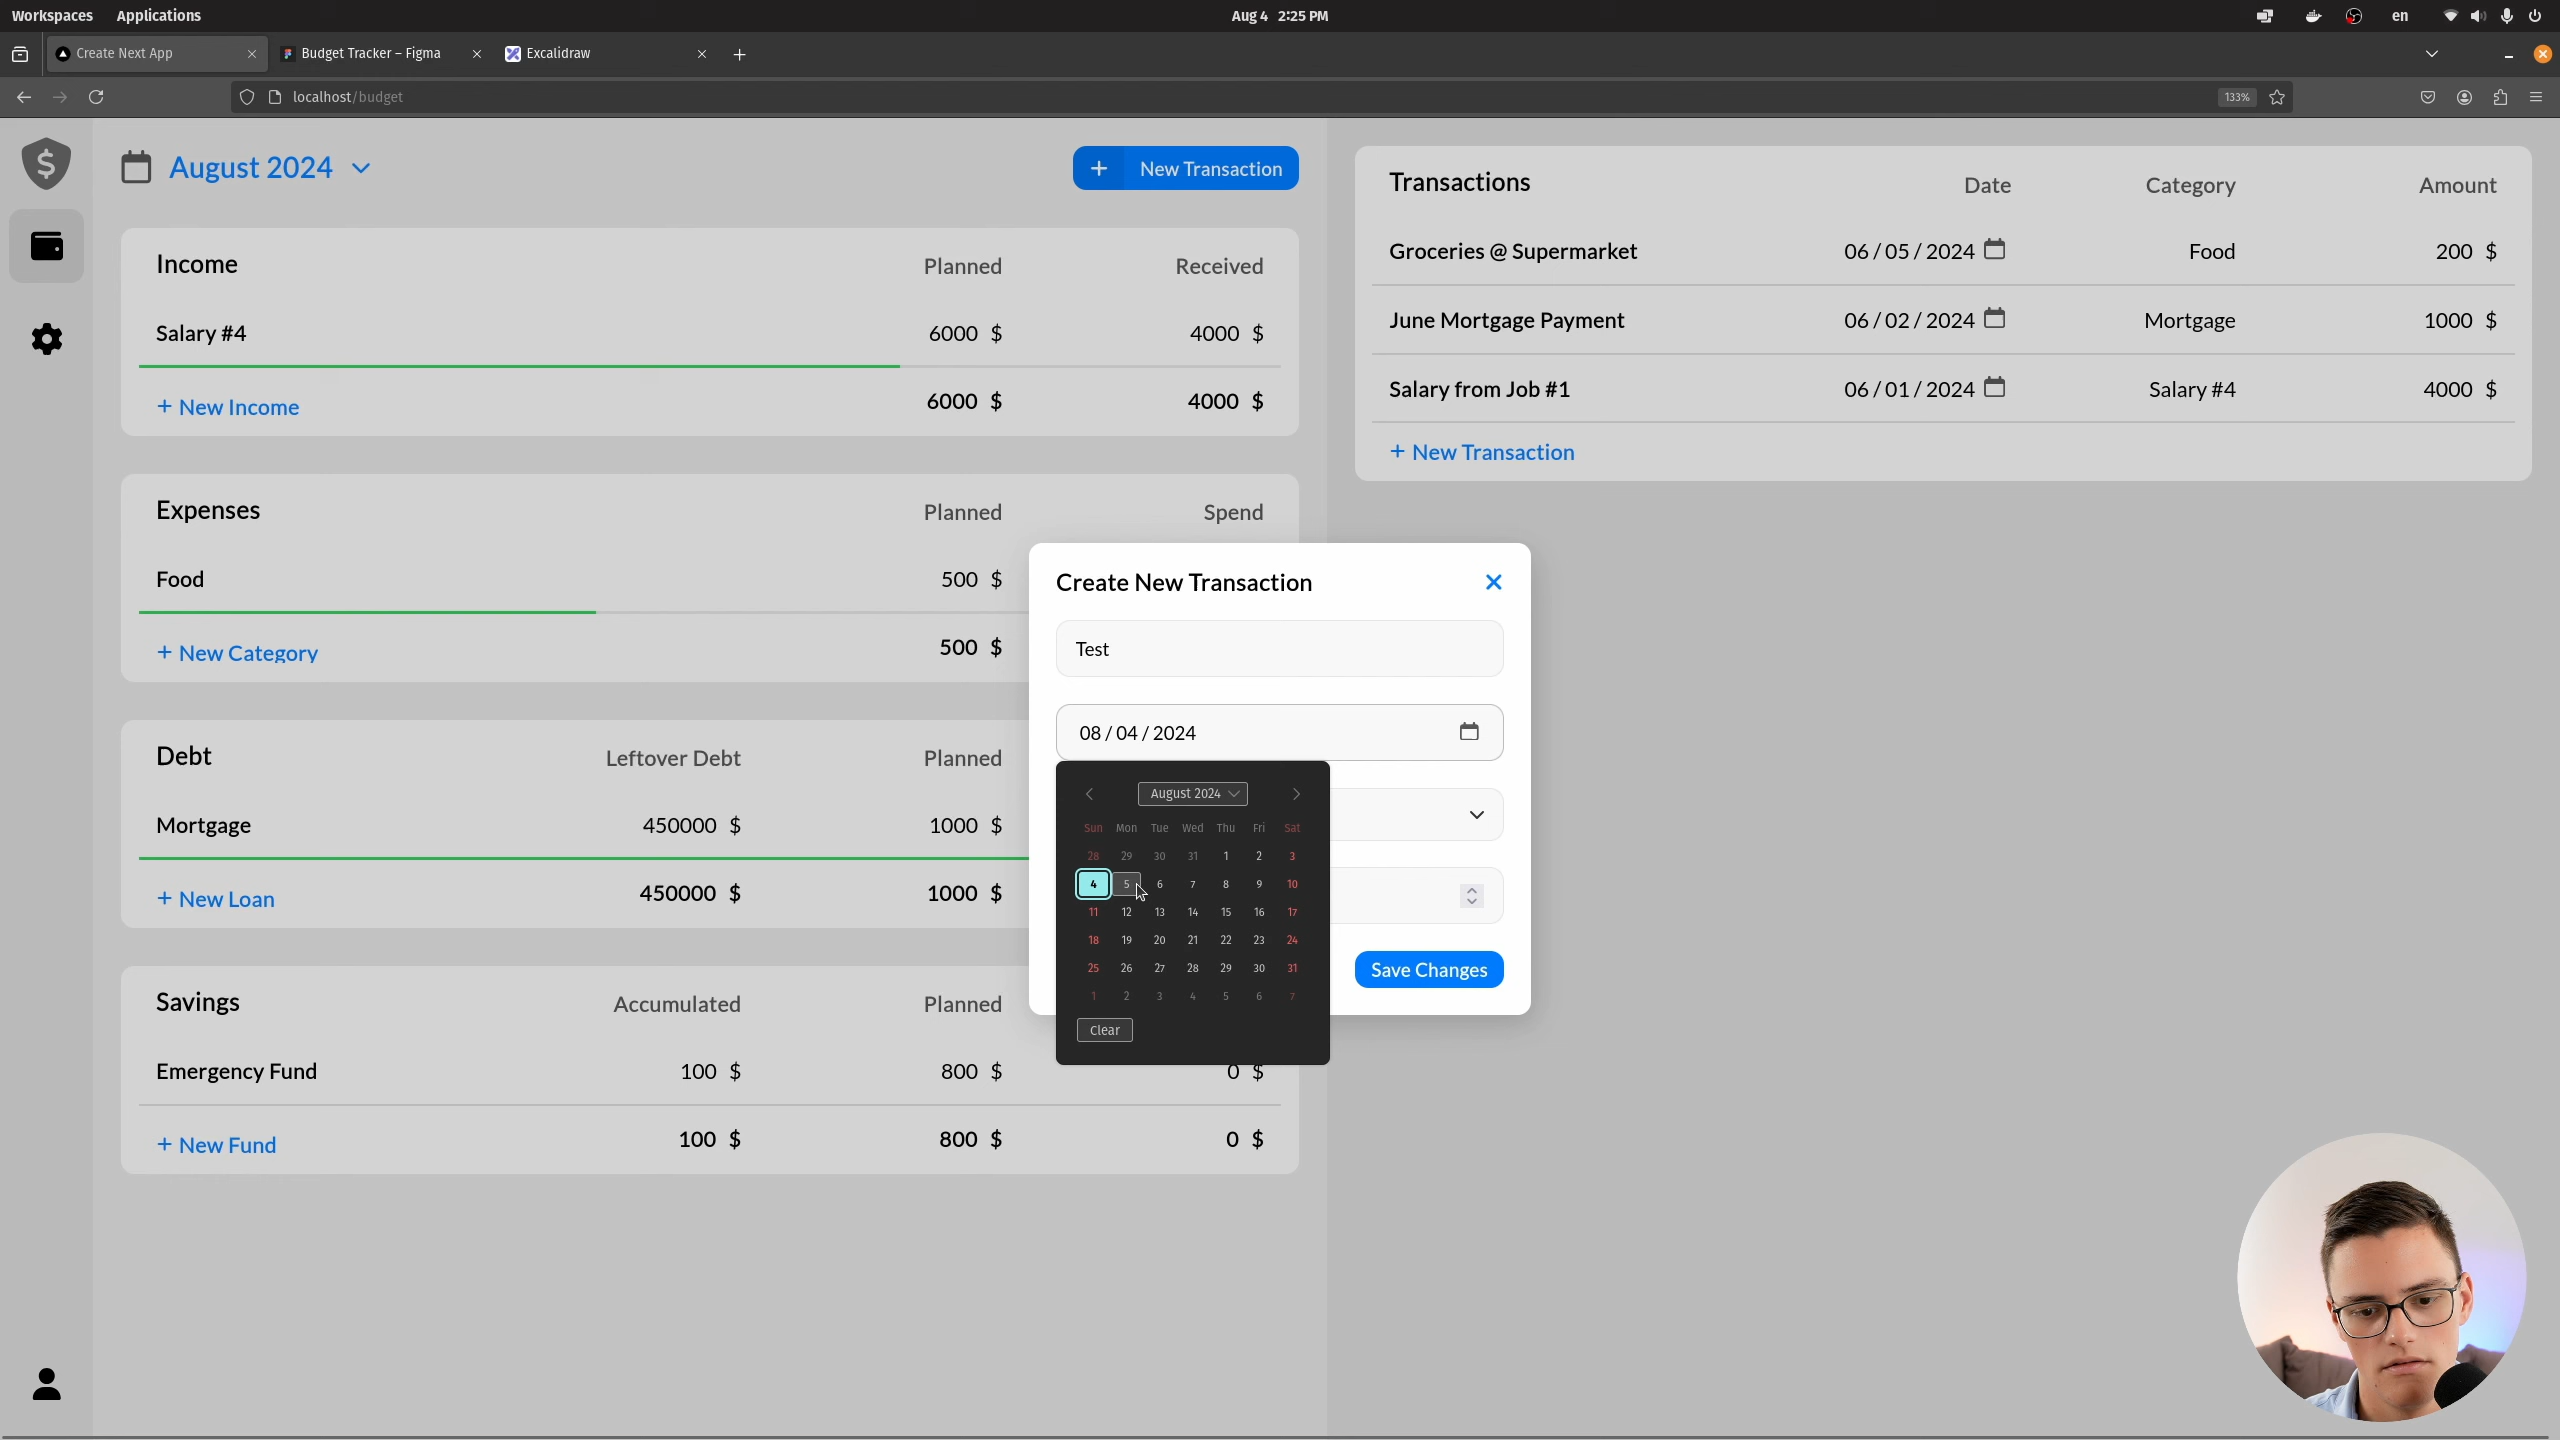 Workspaces Applications Aug 4 2:25 PM en
Create Next App Budget Tracker – Figma Excalidraw
localhost/budget 133%
August 2024
+ New Transaction
Income Planned Received
Salary #4 6000 $ 4000 $
+ New Income 6000 $ 4000 $
Expenses Planned Spend
Food 500 $
+ New Category 500 $
Debt Leftover Debt Planned
Mortgage 450000 $ 1000 $
+ New Loan 450000 $ 1000 $
Savings Accumulated Planned
Emergency Fund 100 $ 800 $ 0 $
+ New Fund 100 $ 800 $ 0 $
Transactions Date Category Amount
Groceries @ Supermarket 06/05/2024 Food 200 $
June Mortgage Payment 06/02/2024 Mortgage 1000 $
Salary from Job #1 06/01/2024 Salary #4 4000 $
+ New Transaction
Create New Transaction
Test
08/04/2024
August 2024
Sun Mon Tue Wed Thu Fri Sat
28 29 30 31 1 2 3
4 5 6 7 8 9 10
11 12 13 14 15 16 17
18 19 20 21 22 23 24
25 26 27 28 29 30 31
1 2 3 4 5 6 7
Clear
Save Changes